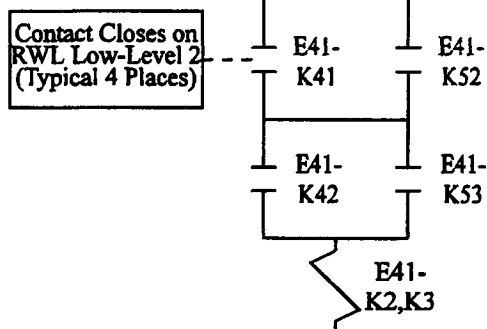 Contact Closes on
RWL Low-Level 2
(Typical 4 Places)
E41-
K41
E41-
K52
E41-
K42
E41-
K53
E41-
K2,K3